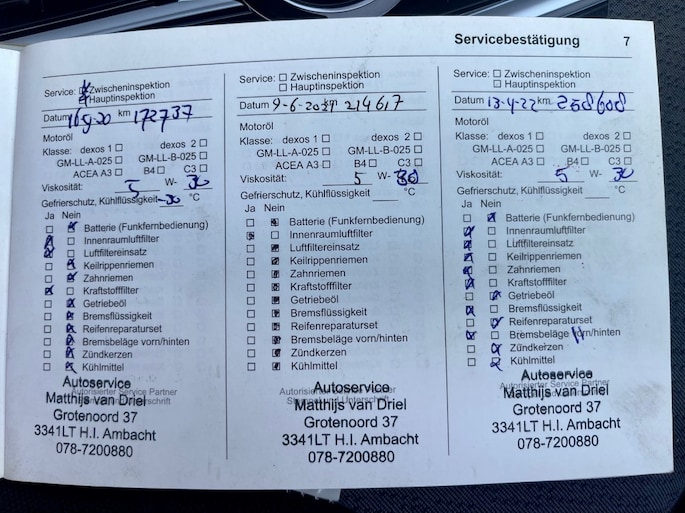 Servicebestätigung 7
Service: Zwischeninspektion
Hauptinspektion
Datum km 172737
Motoröl
Klasse: dexos 1 dexos 2
GM-LL-A-025 GM-LL-B-025
ACEA A3 B4 C3
Viskosität: 5 W- 30
Gefrierschutz, Kühlflüssigkeit -30 °C
Ja Nein
Batterie (Funkfernbedienung)
Innenraumluftfilter
Luftfiltereinsatz
Keilrippenriemen
Zahnriemen
Kraftstofffilter
Getriebeöl
Bremsflüssigkeit
Reifenreparaturset
Bremsbeläge vorn/hinten
Zündkerzen
Kühlmittel
Autoservice
Autorisierter Service Partner
Matthijs van Driel
Grotenoord 37
3341LT H.I. Ambacht
078-7200880
Service: Zwischeninspektion
Hauptinspektion
Datum 9-6-20 214617
Motoröl
Klasse: dexos 1 dexos 2
GM-LL-A-025 GM-LL-B-025
ACEA A3 B4 C3
Viskosität: 5 W- 30
Gefrierschutz, Kühlflüssigkeit °C
Ja Nein
Batterie (Funkfernbedienung)
Innenraumluftfilter
Luftfiltereinsatz
Keilrippenriemen
Zahnriemen
Kraftstofffilter
Getriebeöl
Bremsflüssigkeit
Reifenreparaturset
Bremsbeläge vorn/hinten
Zündkerzen
Kühlmittel
Autoservice
Matthijs van Driel
Grotenoord 37
3341LT H.I. Ambacht
078-7200880
Service: Zwischeninspektion
Hauptinspektion
Datum 13-4-22 km 258608
Motoröl
Klasse: dexos 1 dexos 2
GM-LL-A-025 GM-LL-B-025
ACEA A3 B4 C3
Viskosität: 5 W- 30
Gefrierschutz, Kühlflüssigkeit °C
Ja Nein
Batterie (Funkfernbedienung)
Innenraumluftfilter
Luftfiltereinsatz
Keilrippenriemen
Zahnriemen
Kraftstofffilter
Getriebeöl
Bremsflüssigkeit
Reifenreparaturset
Bremsbeläge vorn/hinten
Zündkerzen
Kühlmittel
Autoservice
Autorisierter Service Partner
Matthijs van Driel
Grotenoord 37
3341LT H.I. Ambacht
078-7200880